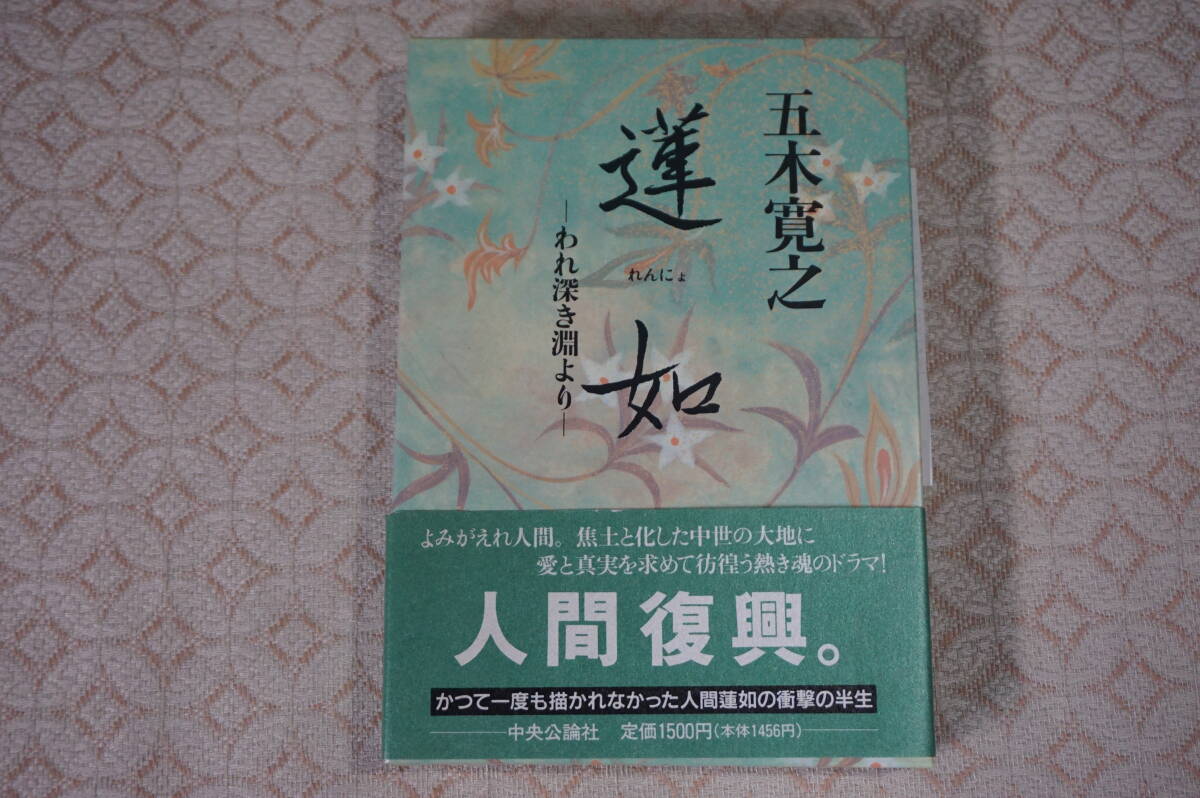 五木寛之
蓮如
れんにょ
―われ深き淵より―
よみがえれ人間。焦土と化した中世の大地に
愛と真実を求めて彷徨う熱き魂のドラマ!
人間復興。
かつて一度も描かれなかった人間蓮如の衝撃の半生
中央公論社 定価1500円(本体1456円)